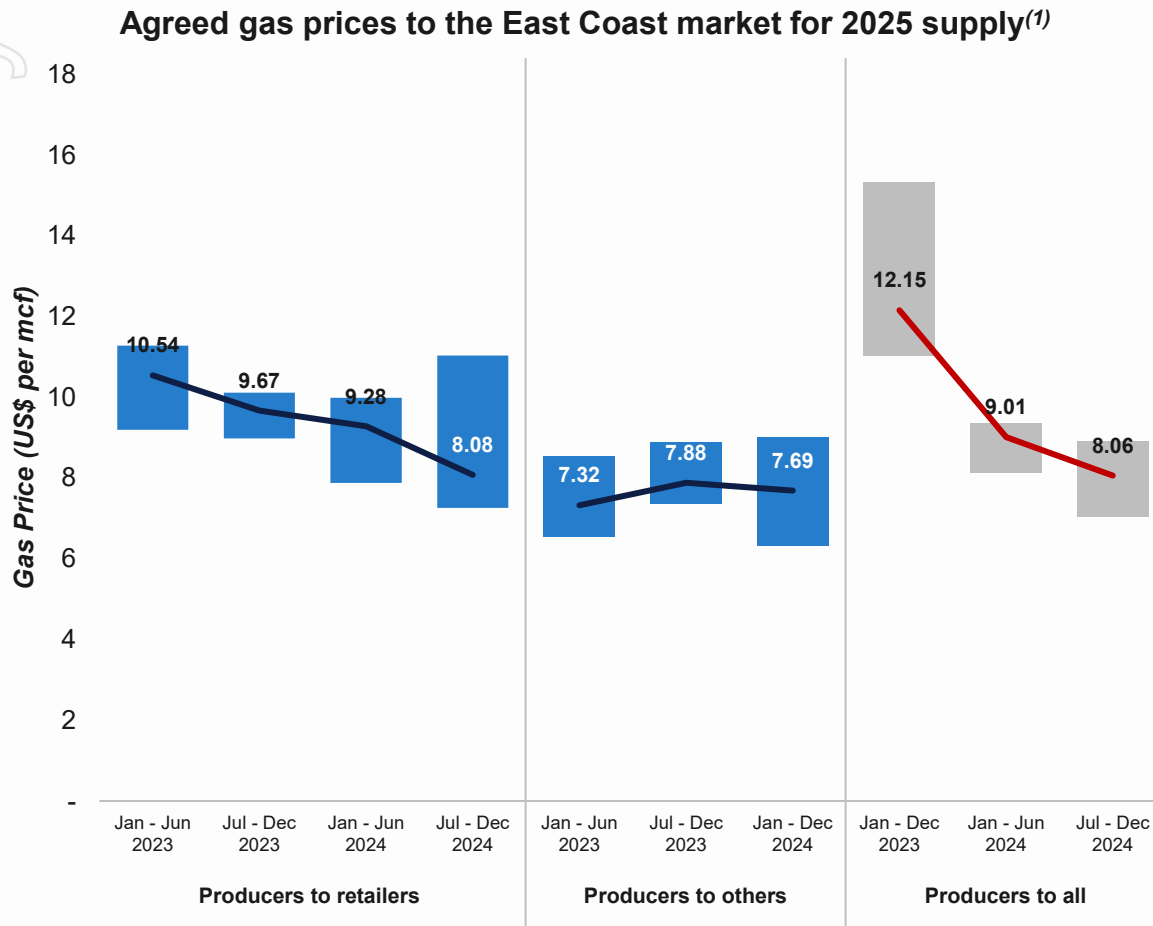 Agreed gas prices to the East Coast market for 2025 supply(1)
Gas Price (US$ per mcf)
18
16
14
12
10
8
6
4
2
-
10.54
9.67
9.28
8.08
7.32
7.88
7.69
12.15
9.01
8.06
Jan - Jun
2023
Jul - Dec
2023
Jan - Jun
2024
Jul - Dec
2024
Jan - Jun
2023
Jul - Dec
2023
Jan - Dec
2024
Jan - Dec
2023
Jan - Jun
2024
Jul - Dec
2024
Producers to retailers
Producers to others
Producers to all